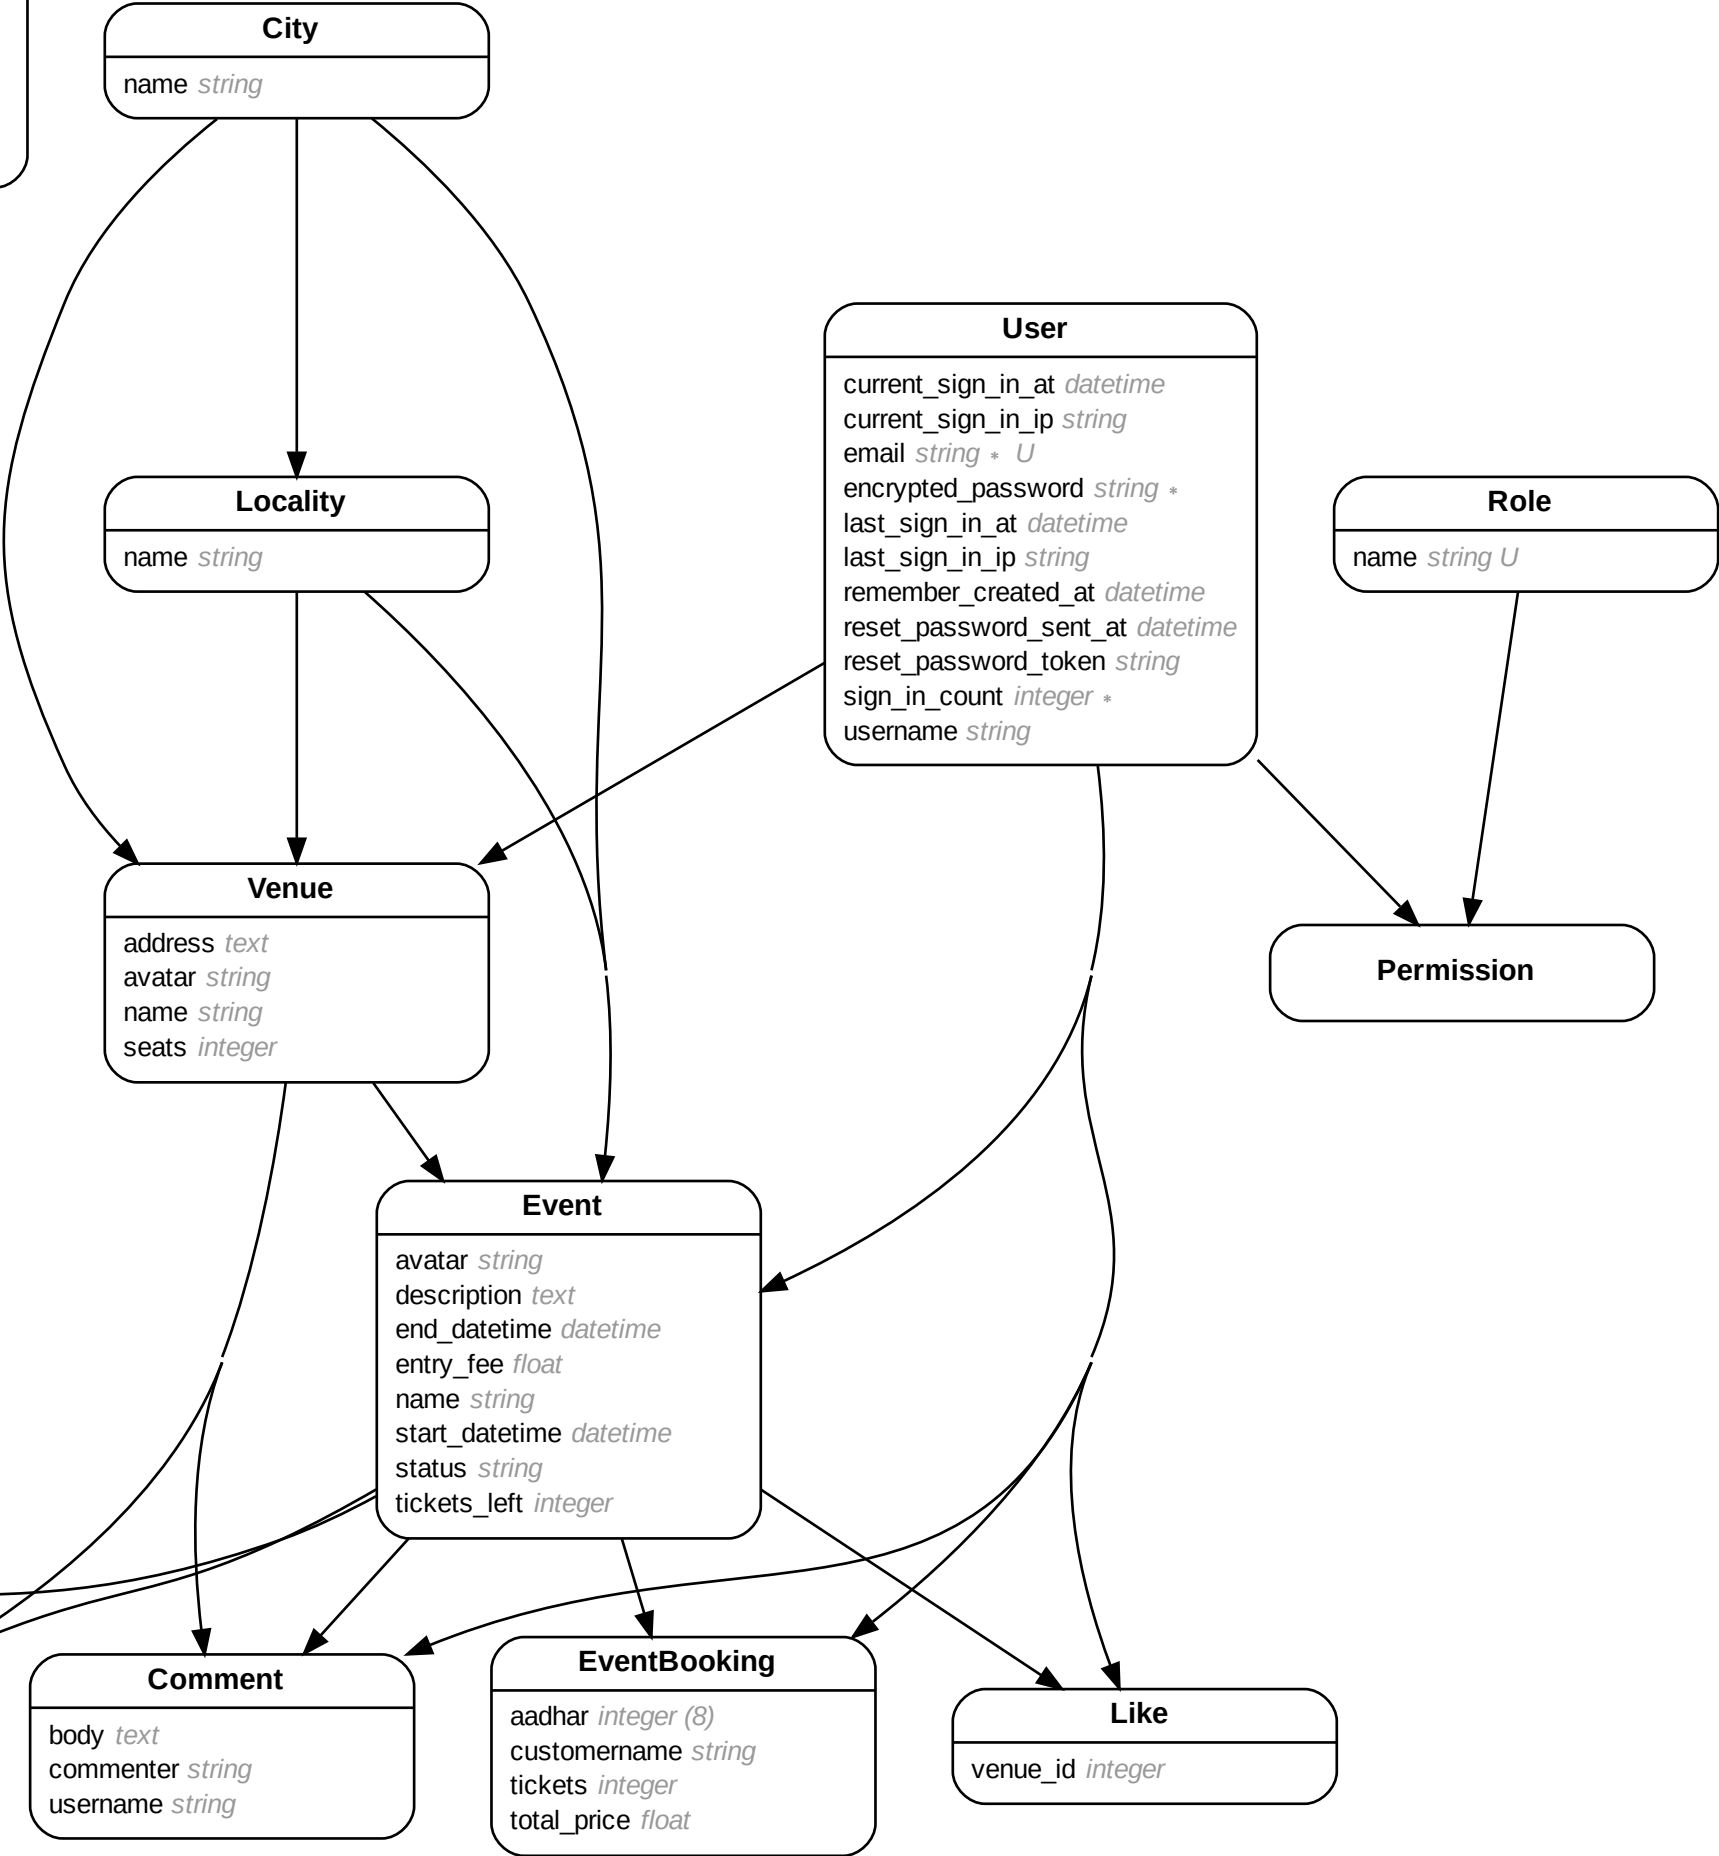 City
name string
Locality
name string
User
current_sign_in_at datetime
current_sign_in_ip string
email string * U
encrypted_password string *
last_sign_in_at datetime
last_sign_in_ip string
remember_created_at datetime
reset_password_sent_at datetime
reset_password_token string
sign_in_count integer *
username string
Role
name string U
Venue
address text
avatar string
name string
seats integer
Permission
Event
avatar string
description text
end_datetime datetime
entry_fee float
name string
start_datetime datetime
status string
tickets_left integer
Comment
body text
commenter string
username string
EventBooking
aadhar integer (8)
customername string
tickets integer
total_price float
Like
venue_id integer